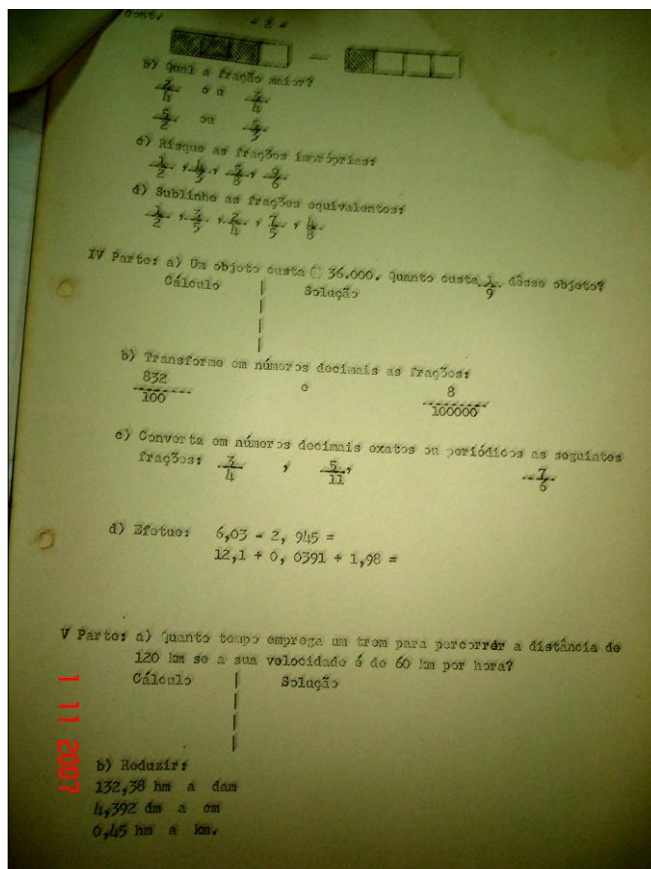 Cont.
- 2 -
b) Qual a fração maior?
2/4 ou 3/4
5/2 ou 5/3
c) Risque as frações impróprias:
1/2, 4/3, 5/8, 9/6
d) Sublinhe as frações equivalentes:
1/2, 3/5, 2/4, 7/5, 4/8
IV Parte: a) Um objeto custa 36.000. Quanto custa 1/9 dêsse objeto?
Cálculo Solução
b) Transforme em números decimais as frações:
832/100 e 8/100000
c) Converta em números decimais exatos ou periódicos as seguintes
frações: 3/4, 5/11, 7/6
d) Efetue: 6,03 - 2, 945 =
12,1 + 0, 0391 + 1,98 =
V Parte: a) Quanto tempo emprega um trem para percorrer a distância de
120 km se a sua velocidade é de 60 km por hora?
Cálculo Solução
b) Reduzir:
132,38 hm a dam
4,392 dm a cm
0,45 hm a km.
1 11 2007